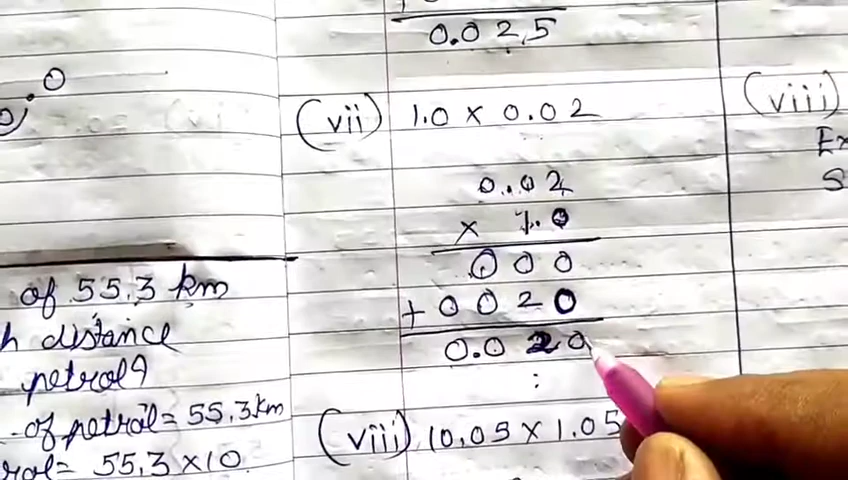 of 55.3 km
distance
petrol?
of petrol = 55.3 km
= 55.3 × 10
0.025
(vii) 1.0 × 0.02
0.02
× 1.0
000
+ 0020
0.020
(viii) 10.05 × 1.05
(viii)